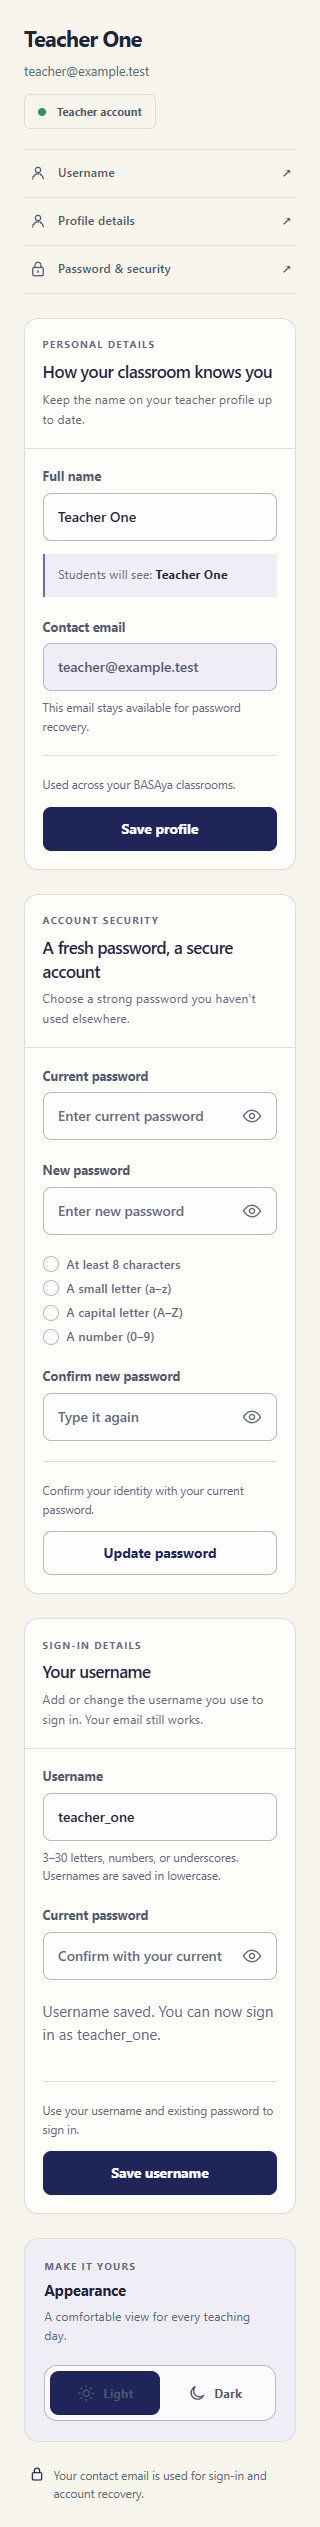 Teacher One
teacher@example.test
Teacher account
Username ↗
Profile details ↗
Password & security ↗
PERSONAL DETAILS
How your classroom knows you
Keep the name on your teacher profile up
to date.
Full name
Teacher One
Students will see: Teacher One
Contact email
teacher@example.test
This email stays available for password
recovery.
Used across your BASAya classrooms.
Save profile
ACCOUNT SECURITY
A fresh password, a secure
account
Choose a strong password you haven't
used elsewhere.
Current password
Enter current password
New password
Enter new password
At least 8 characters
A small letter (a–z)
A capital letter (A–Z)
A number (0–9)
Confirm new password
Type it again
Confirm your identity with your current
password.
Update password
SIGN-IN DETAILS
Your username
Add or change the username you use to
sign in. Your email still works.
Username
teacher_one
3–30 letters, numbers, or underscores.
Usernames are saved in lowercase.
Current password
Confirm with your current
Username saved. You can now sign
in as teacher_one.
Use your username and existing password to
sign in.
Save username
MAKE IT YOURS
Appearance
A comfortable view for every teaching
day.
Light Dark
Your contact email is used for sign-in and
account recovery.